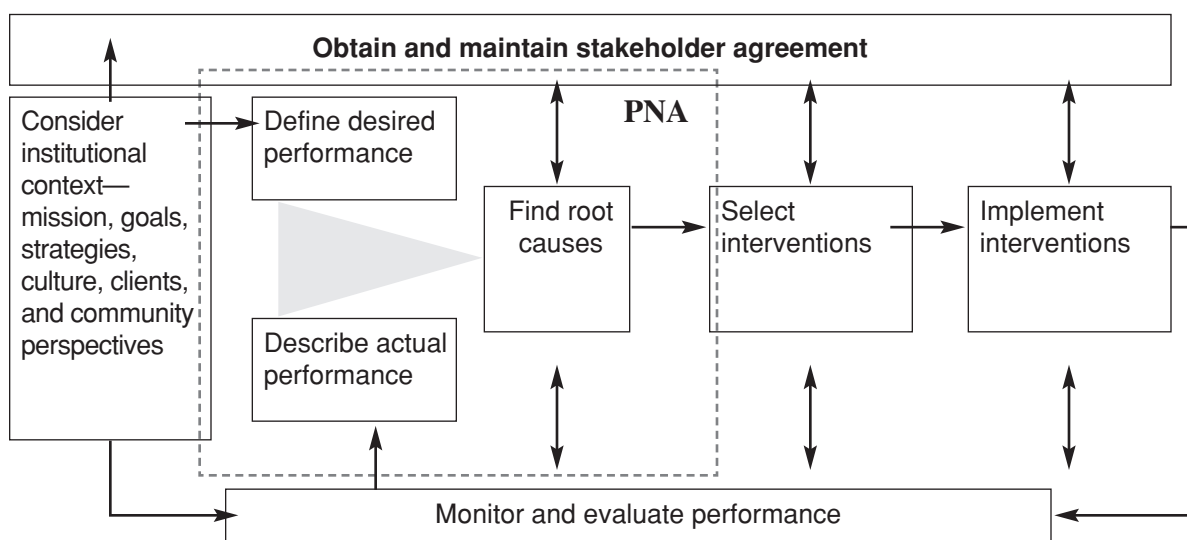 Obtain and maintain stakeholder agreement
PNA
Consider
institutional
context—
mission, goals,
strategies,
culture, clients,
and community
perspectives
Define desired
performance
Describe actual
performance
Find root
causes
Select
interventions
Implement
interventions
Monitor and evaluate performance